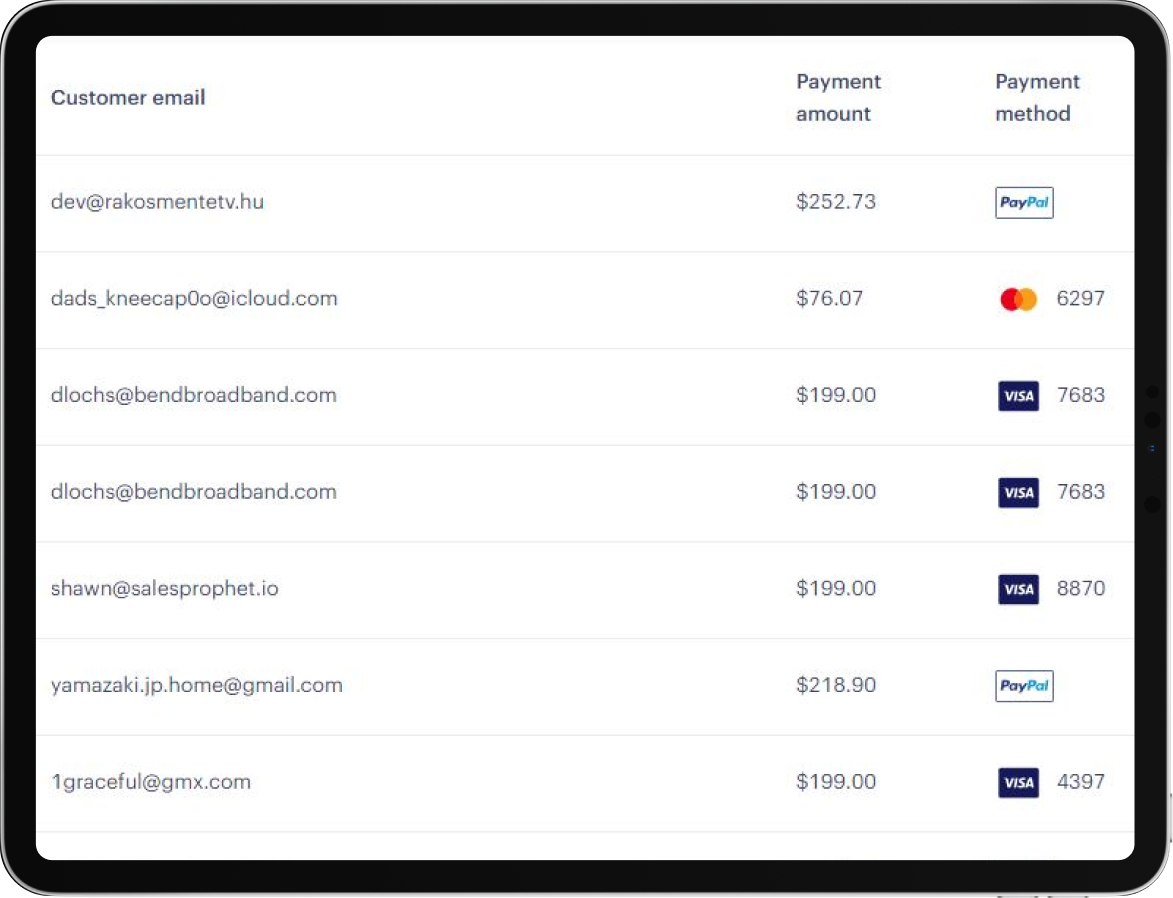 Customer email
Payment amount
Payment method
dev@rakosmentetv.hu $252.73 PayPal
dads_kneecap0o@icloud.com $76.07 6297
dlochs@bendbroadband.com $199.00 VISA 7683
dlochs@bendbroadband.com $199.00 VISA 7683
shawn@salesprophet.io $199.00 VISA 8870
yamazaki.jp.home@gmail.com $218.90 PayPal
1graceful@gmx.com $199.00 VISA 4397